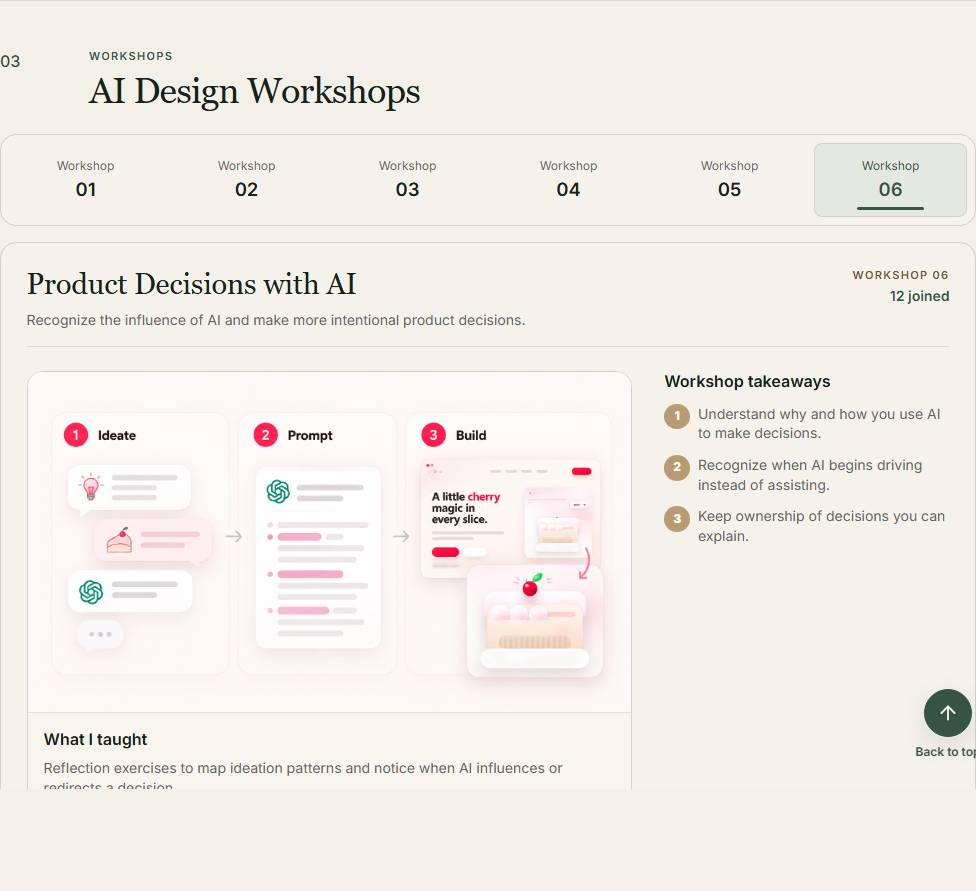 03
WORKSHOPS
AI Design Workshops
Workshop
01
Workshop
02
Workshop
03
Workshop
04
Workshop
05
Workshop
06
Product Decisions with AI
Recognize the influence of AI and make more intentional product decisions.
WORKSHOP 06
12 joined
1 Ideate
2 Prompt
3 Build
A little cherry
magic in
every slice.
What I taught
Reflection exercises to map ideation patterns and notice when AI influences or
redirects a decision
Workshop takeaways
1 Understand why and how you use AI
to make decisions.
2 Recognize when AI begins driving
instead of assisting.
3 Keep ownership of decisions you can
explain.
Back to top